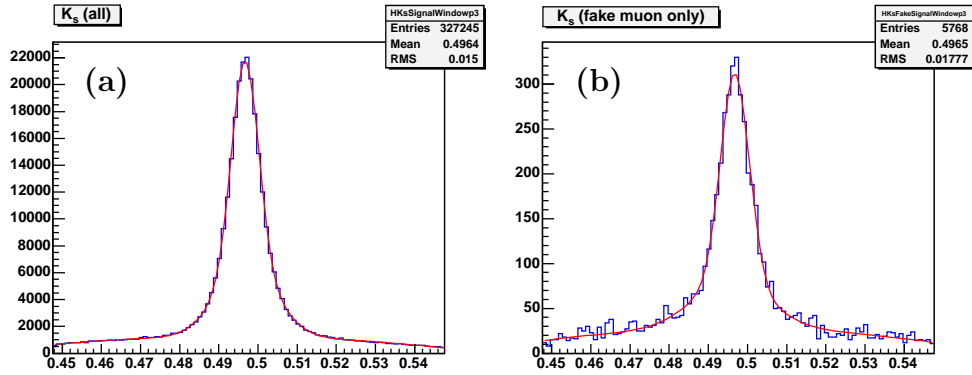 K_s (all)
HKsSignalWindowp3
Entries 327245
Mean 0.4964
RMS 0.015
(a)
22000
20000
18000
16000
14000
12000
10000
8000
6000
4000
2000
0
0.45 0.46 0.47 0.48 0.49 0.5 0.51 0.52 0.53 0.54
K_s (fake muon only)
HKsFakeSignalWindowp3
Entries 5768
Mean 0.4965
RMS 0.01777
(b)
300
250
200
150
100
50
0
0.45 0.46 0.47 0.48 0.49 0.5 0.51 0.52 0.53 0.54